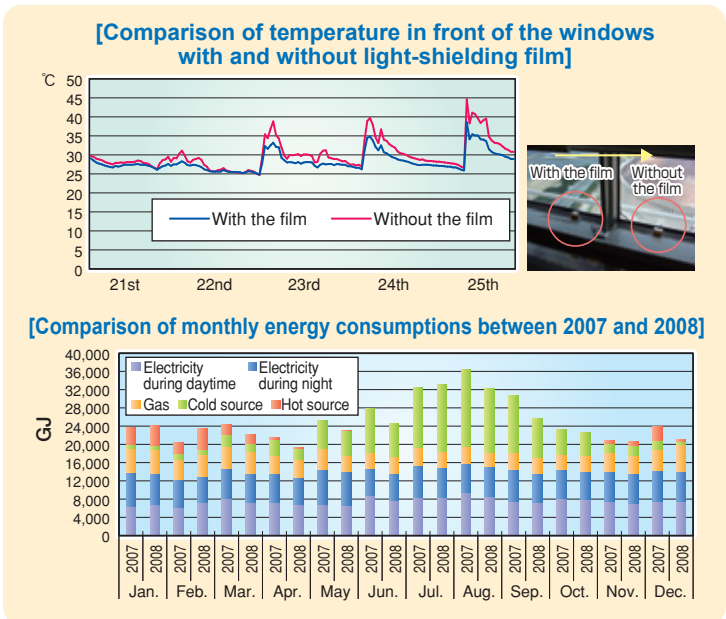 [Comparison of temperature in front of the windows
with and without light-shielding film]
℃
50
45
40
35
30
25
20
15
10
5
0
With the film
Without the film
21st
22nd
23rd
24th
25th
With the film
Without
the film
[Comparison of monthly energy consumptions between 2007 and 2008]
GJ
40,000
36,000
32,000
28,000
24,000
20,000
16,000
12,000
8,000
4,000
0
Electricity
during daytime
Electricity
during night
Gas
Cold source
Hot source
2007 2008 2007 2008 2007 2008 2007 2008 2007 2008 2007 2008 2007 2008 2007 2008 2007 2008 2007 2008 2007 2008 2007 2008
Jan. Feb. Mar. Apr. May Jun. Jul. Aug. Sep. Oct. Nov. Dec.